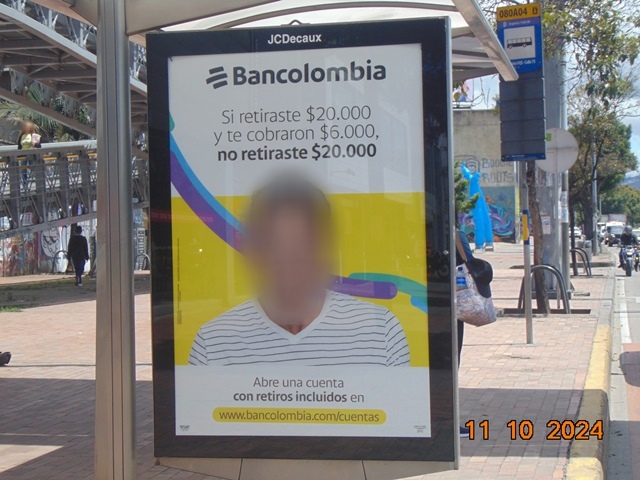 JCDecaux
Bancolombia
Si retiraste $20.000
y te cobraron $6.000,
no retiraste $20.000
Abre una cuenta
con retiros incluidos en
www.bancolombia.com/cuentas
080A04
11 10 2024